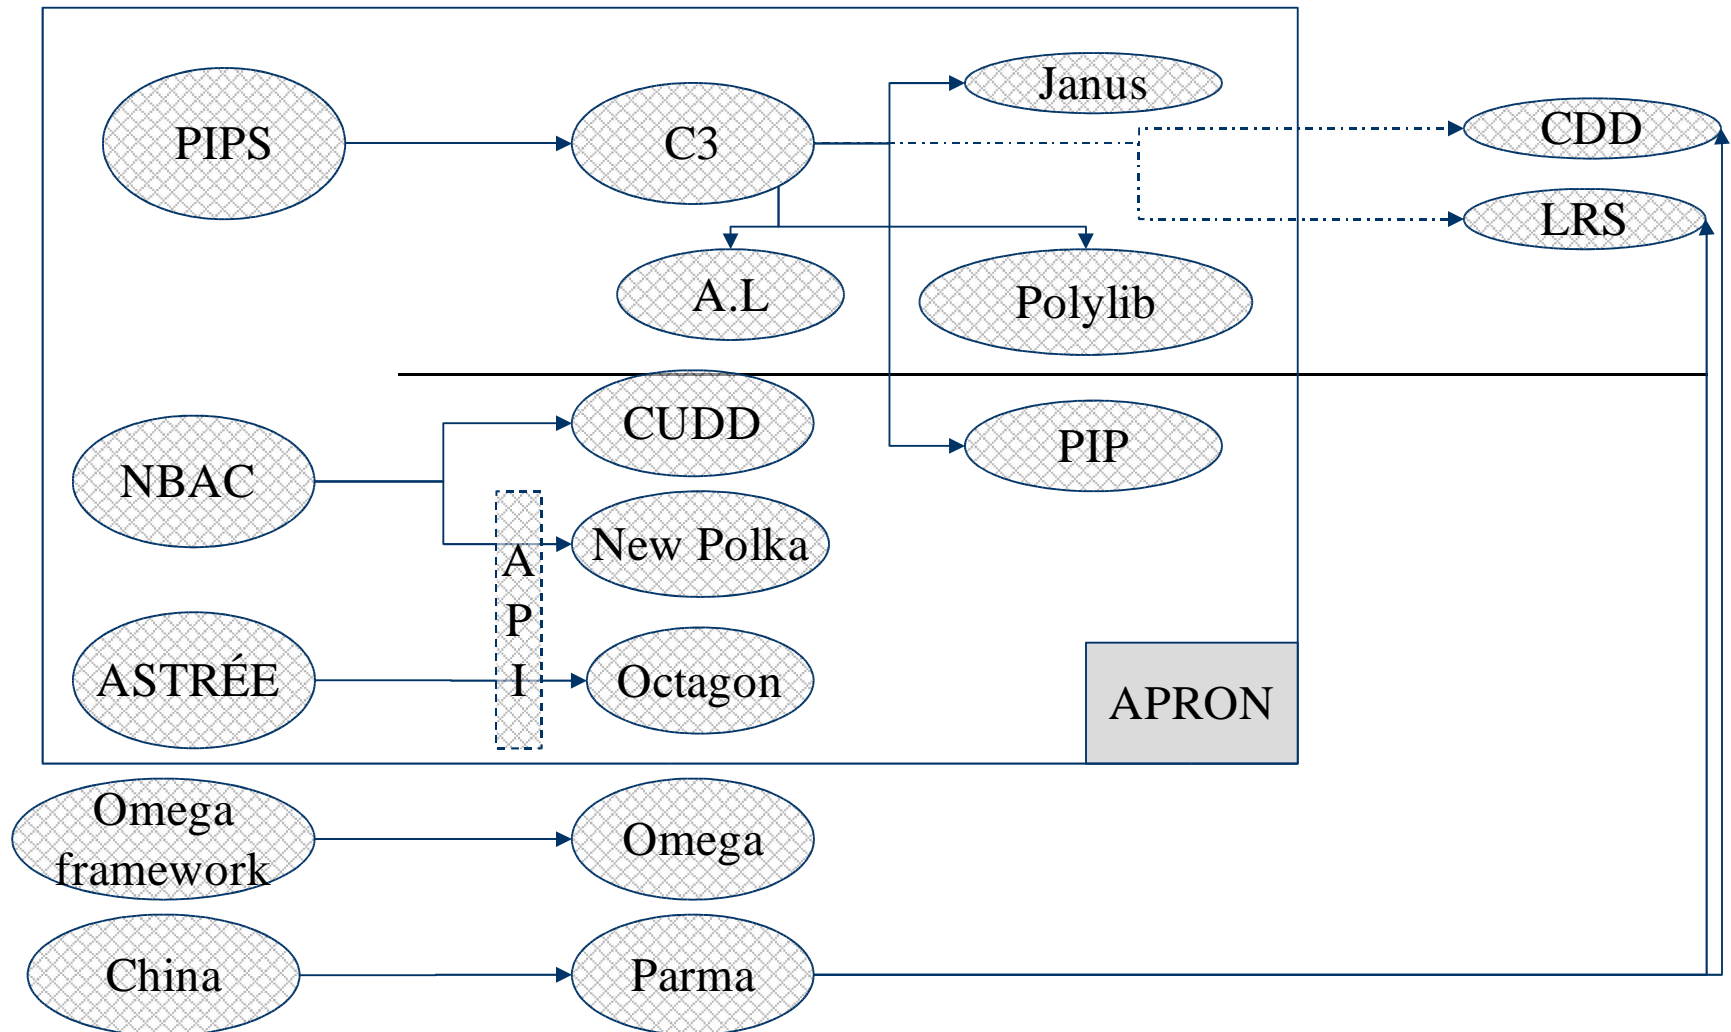 Janus
PIPS
C3
CDD
LRS
A.L
Polylib
CUDD
PIP
NBAC
New Polka
A
P
I
ASTRÉE
Octagon
APRON
Omega
framework
Omega
China
Parma